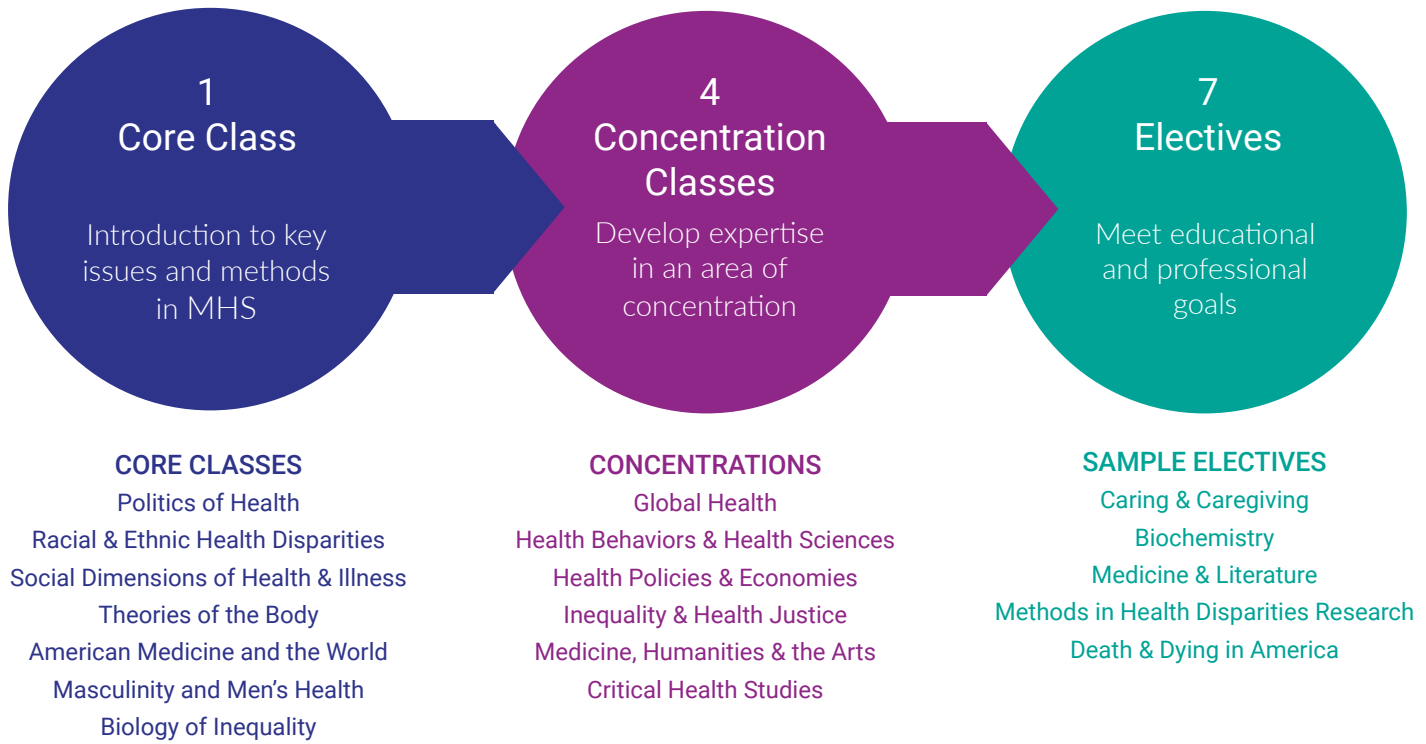 1
Core Class
Introduction to key
issues and methods
in MHS
4
Concentration
Classes
Develop expertise
in an area of
concentration
7
Electives
Meet educational
and professional
goals
CORE CLASSES
Politics of Health
Racial & Ethnic Health Disparities
Social Dimensions of Health & Illness
Theories of the Body
American Medicine and the World
Masculinity and Men's Health
Biology of Inequality
CONCENTRATIONS
Global Health
Health Behaviors & Health Sciences
Health Policies & Economies
Inequality & Health Justice
Medicine, Humanities & the Arts
Critical Health Studies
SAMPLE ELECTIVES
Caring & Caregiving
Biochemistry
Medicine & Literature
Methods in Health Disparities Research
Death & Dying in America